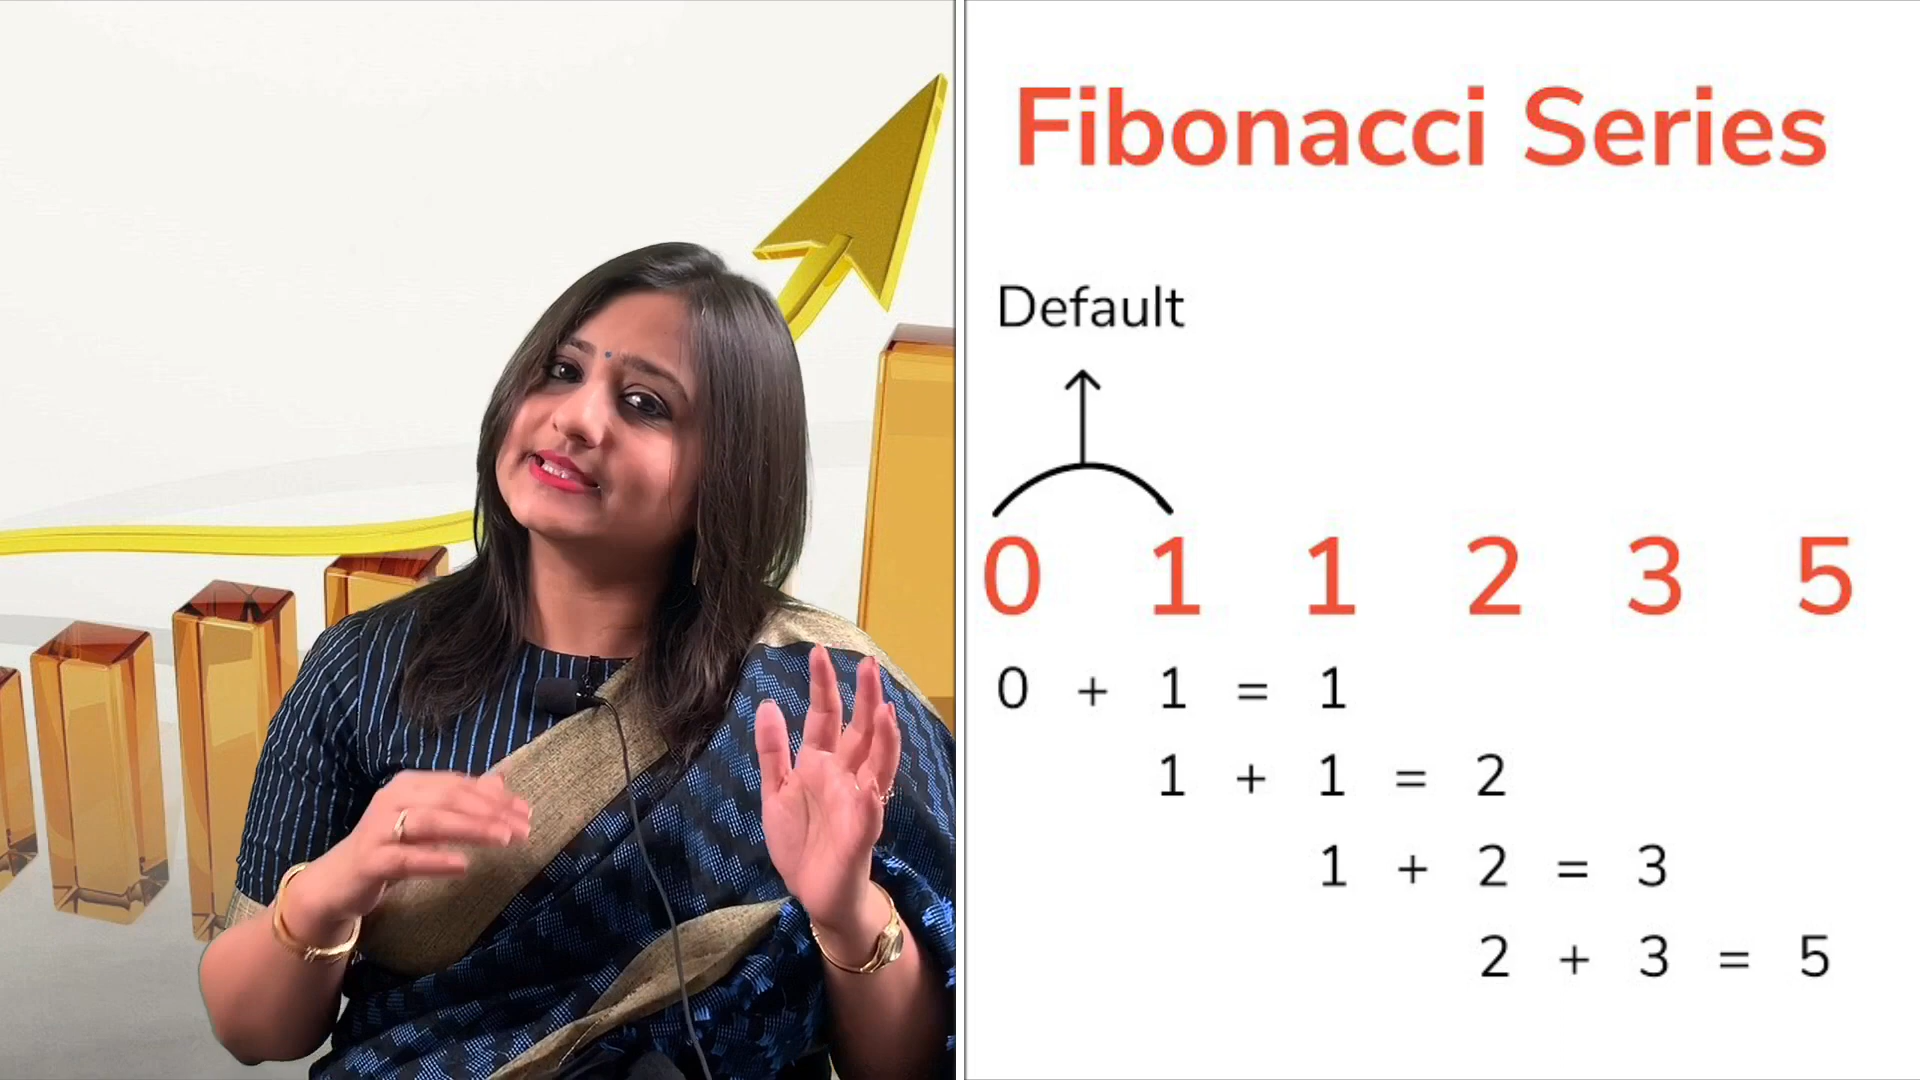 Fibonacci Series
Default
0 1 1 2 3 5
0 + 1 = 1
1 + 1 = 2
1 + 2 = 3
2 + 3 = 5